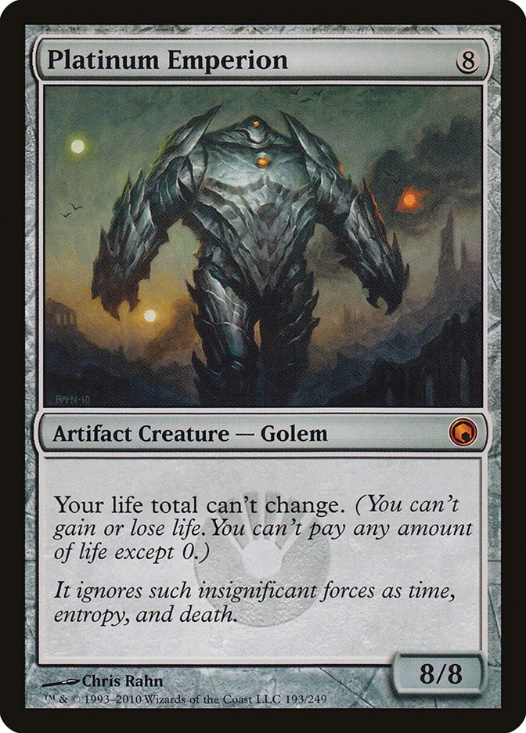 Platinum Emperion
8
RAHN·10
Artifact Creature — Golem
Your life total can't change. (You can't
gain or lose life. You can't pay any amount
of life except 0.)
It ignores such insignificant forces as time,
entropy, and death.
8/8
Chris Rahn
™ & © 1993–2010 Wizards of the Coast LLC 193/249